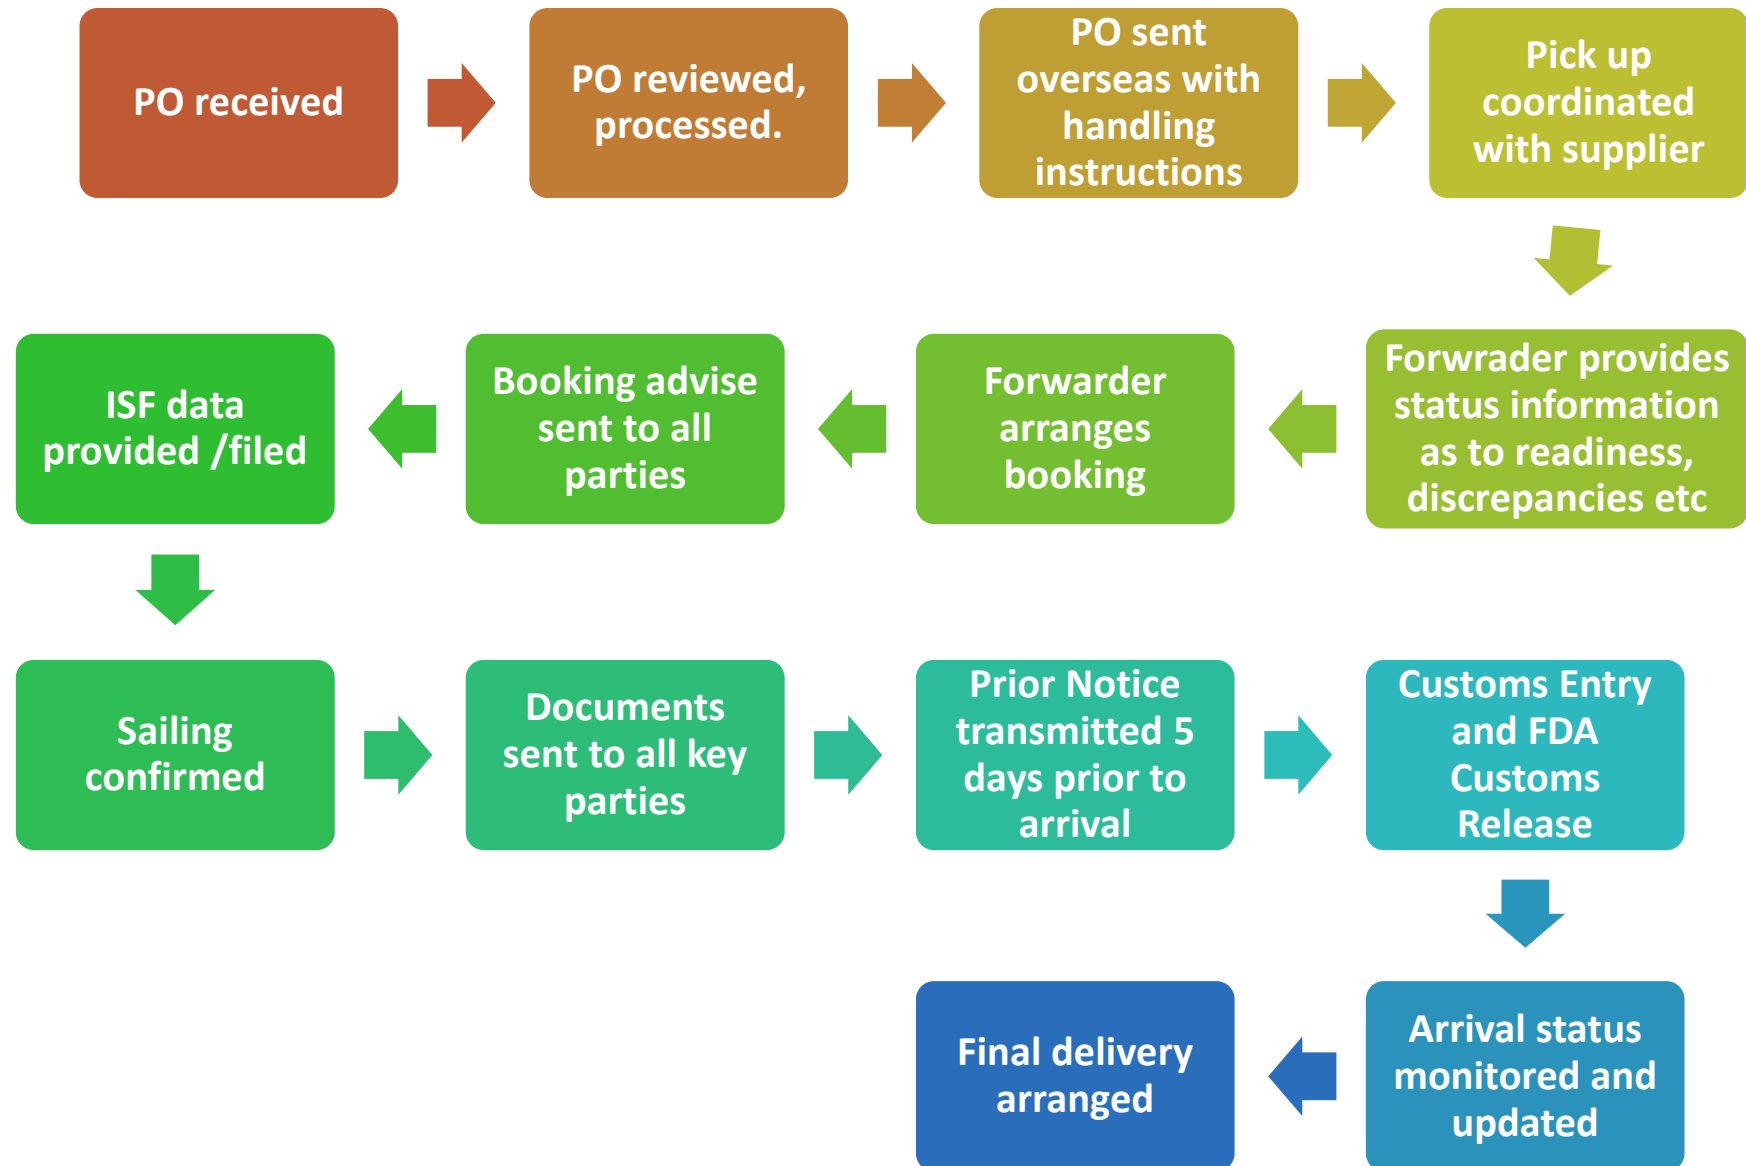 PO received
PO reviewed,
processed.
PO sent
overseas with
handling
instructions
Pick up
coordinated
with supplier
Forwrader provides
status information
as to readiness,
discrepancies etc
Forwarder
arranges
booking
Booking advise
sent to all
parties
ISF data
provided /filed
Sailing
confirmed
Documents
sent to all key
parties
Prior Notice
transmitted 5
days prior to
arrival
Customs Entry
and FDA
Customs
Release
Arrival status
monitored and
updated
Final delivery
arranged